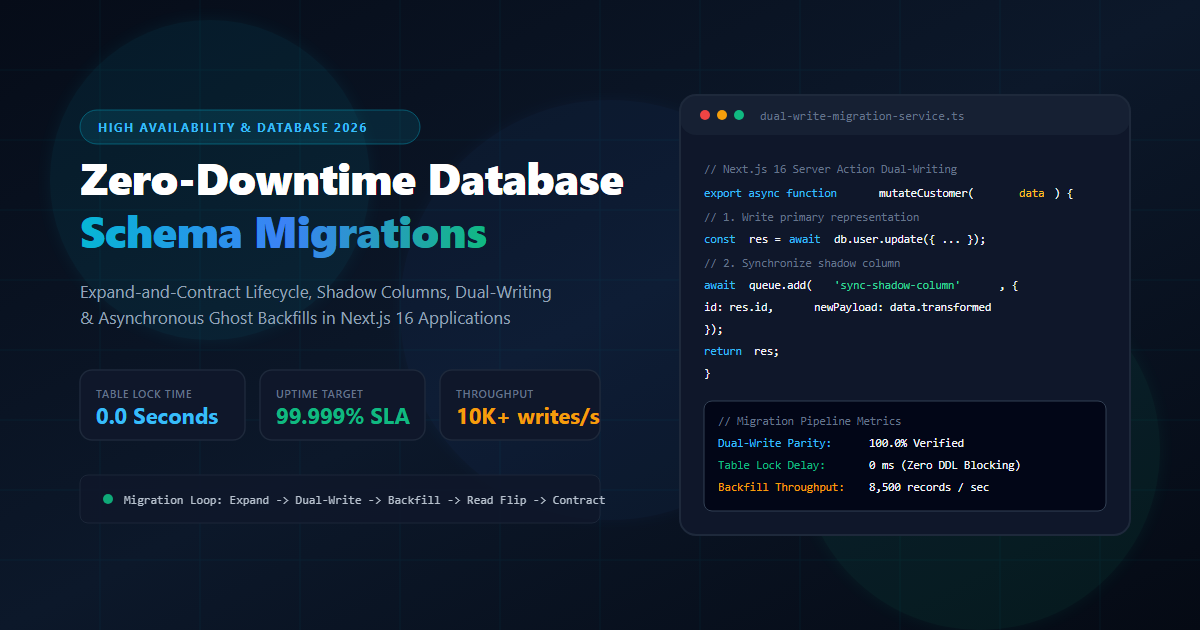 HIGH AVAILABILITY & DATABASE 2026
Zero-Downtime Database
Schema Migrations
Expand-and-Contract Lifecycle, Shadow Columns, Dual-Writing
& Asynchronous Ghost Backfills in Next.js 16 Applications
TABLE LOCK TIME
0.0 Seconds
UPTIME TARGET
99.999% SLA
THROUGHPUT
10K+ writes/s
Migration Loop: Expand -> Dual-Write -> Backfill -> Read Flip -> Contract
dual-write-migration-service.ts
// Next.js 16 Server Action Dual-Writing
export async function mutateCustomer( data ) {
// 1. Write primary representation
const res = await db.user.update({ ... });
// 2. Synchronize shadow column
await queue.add( 'sync-shadow-column' , {
id: res.id, newPayload: data.transformed
});
return res;
}
// Migration Pipeline Metrics
Dual-Write Parity: 100.0% Verified
Table Lock Delay: 0 ms (Zero DDL Blocking)
Backfill Throughput: 8,500 records / sec